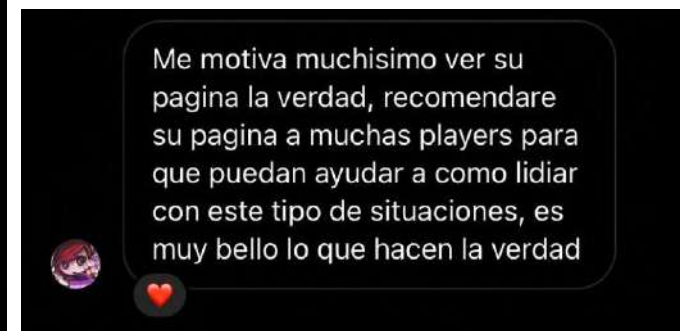 Me motiva muchisimo ver su
pagina la verdad, recomendare
su pagina a muchas players para
que puedan ayudar a como lidiar
con este tipo de situaciones, es
muy bello lo que hacen la verdad